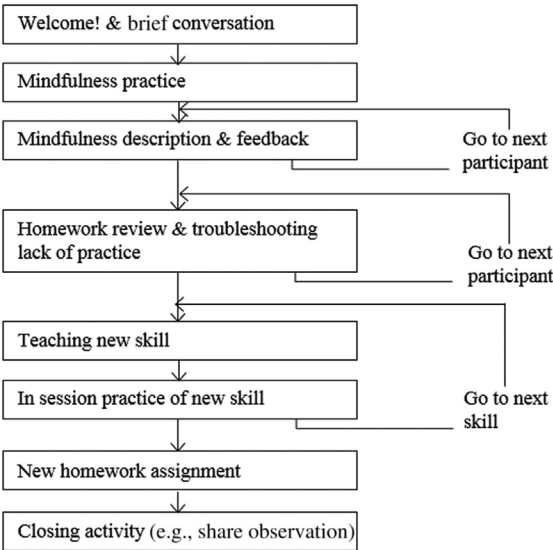 Welcome! & brief conversation
Mindfulness practice
Mindfulness description & feedback
Go to next
participant
Homework review & troubleshooting
lack of practice
Go to next
participant
Teaching new skill
In session practice of new skill
Go to next
skill
New homework assignment
Closing activity (e.g., share observation)